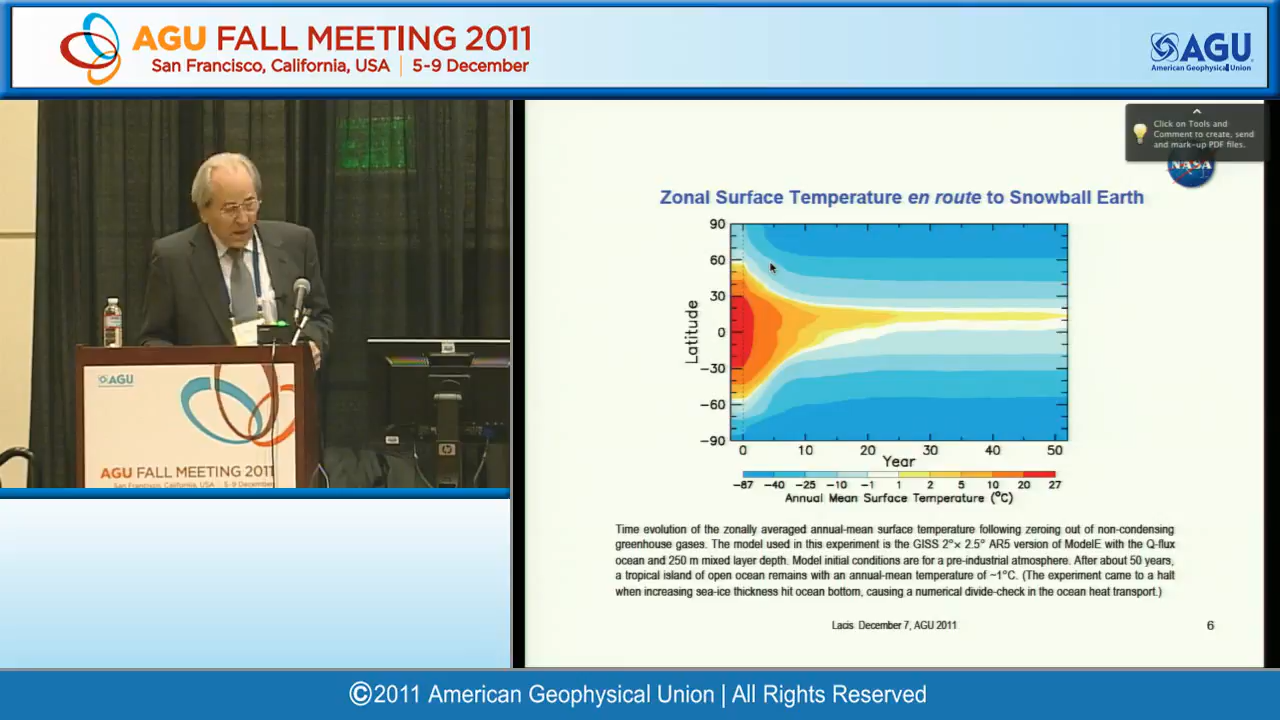 AGU FALL MEETING 2011
San Francisco, California, USA | 5-9 December
AGU
American Geophysical Union
Click on Tools and
Comment to create, send
and mark-up PDF files.
NASA
Zonal Surface Temperature en route to Snowball Earth
90
60
30
0
−30
−60
−90
Latitude
0 10 20 30 40 50
Year
−87 −40 −25 −10 −1 1 2 5 10 20 27
Annual Mean Surface Temperature (°C)
Time evolution of the zonally averaged annual-mean surface temperature following zeroing out of non-condensing
greenhouse gases. The model used in this experiment is the GISS 2°× 2.5° AR5 version of ModelE with the Q-flux
ocean and 250 m mixed layer depth. Model initial conditions are for a pre-industrial atmosphere. After about 50 years,
a tropical island of open ocean remains with an annual-mean temperature of ~1°C. (The experiment came to a halt
when increasing sea-ice thickness hit ocean bottom, causing a numerical divide-check in the ocean heat transport.)
Lacis December 7, AGU 2011
6
AGU
AGU FALL MEETING 2011
San Francisco, California, USA | 5-9 December
hp
©2011 American Geophysical Union | All Rights Reserved